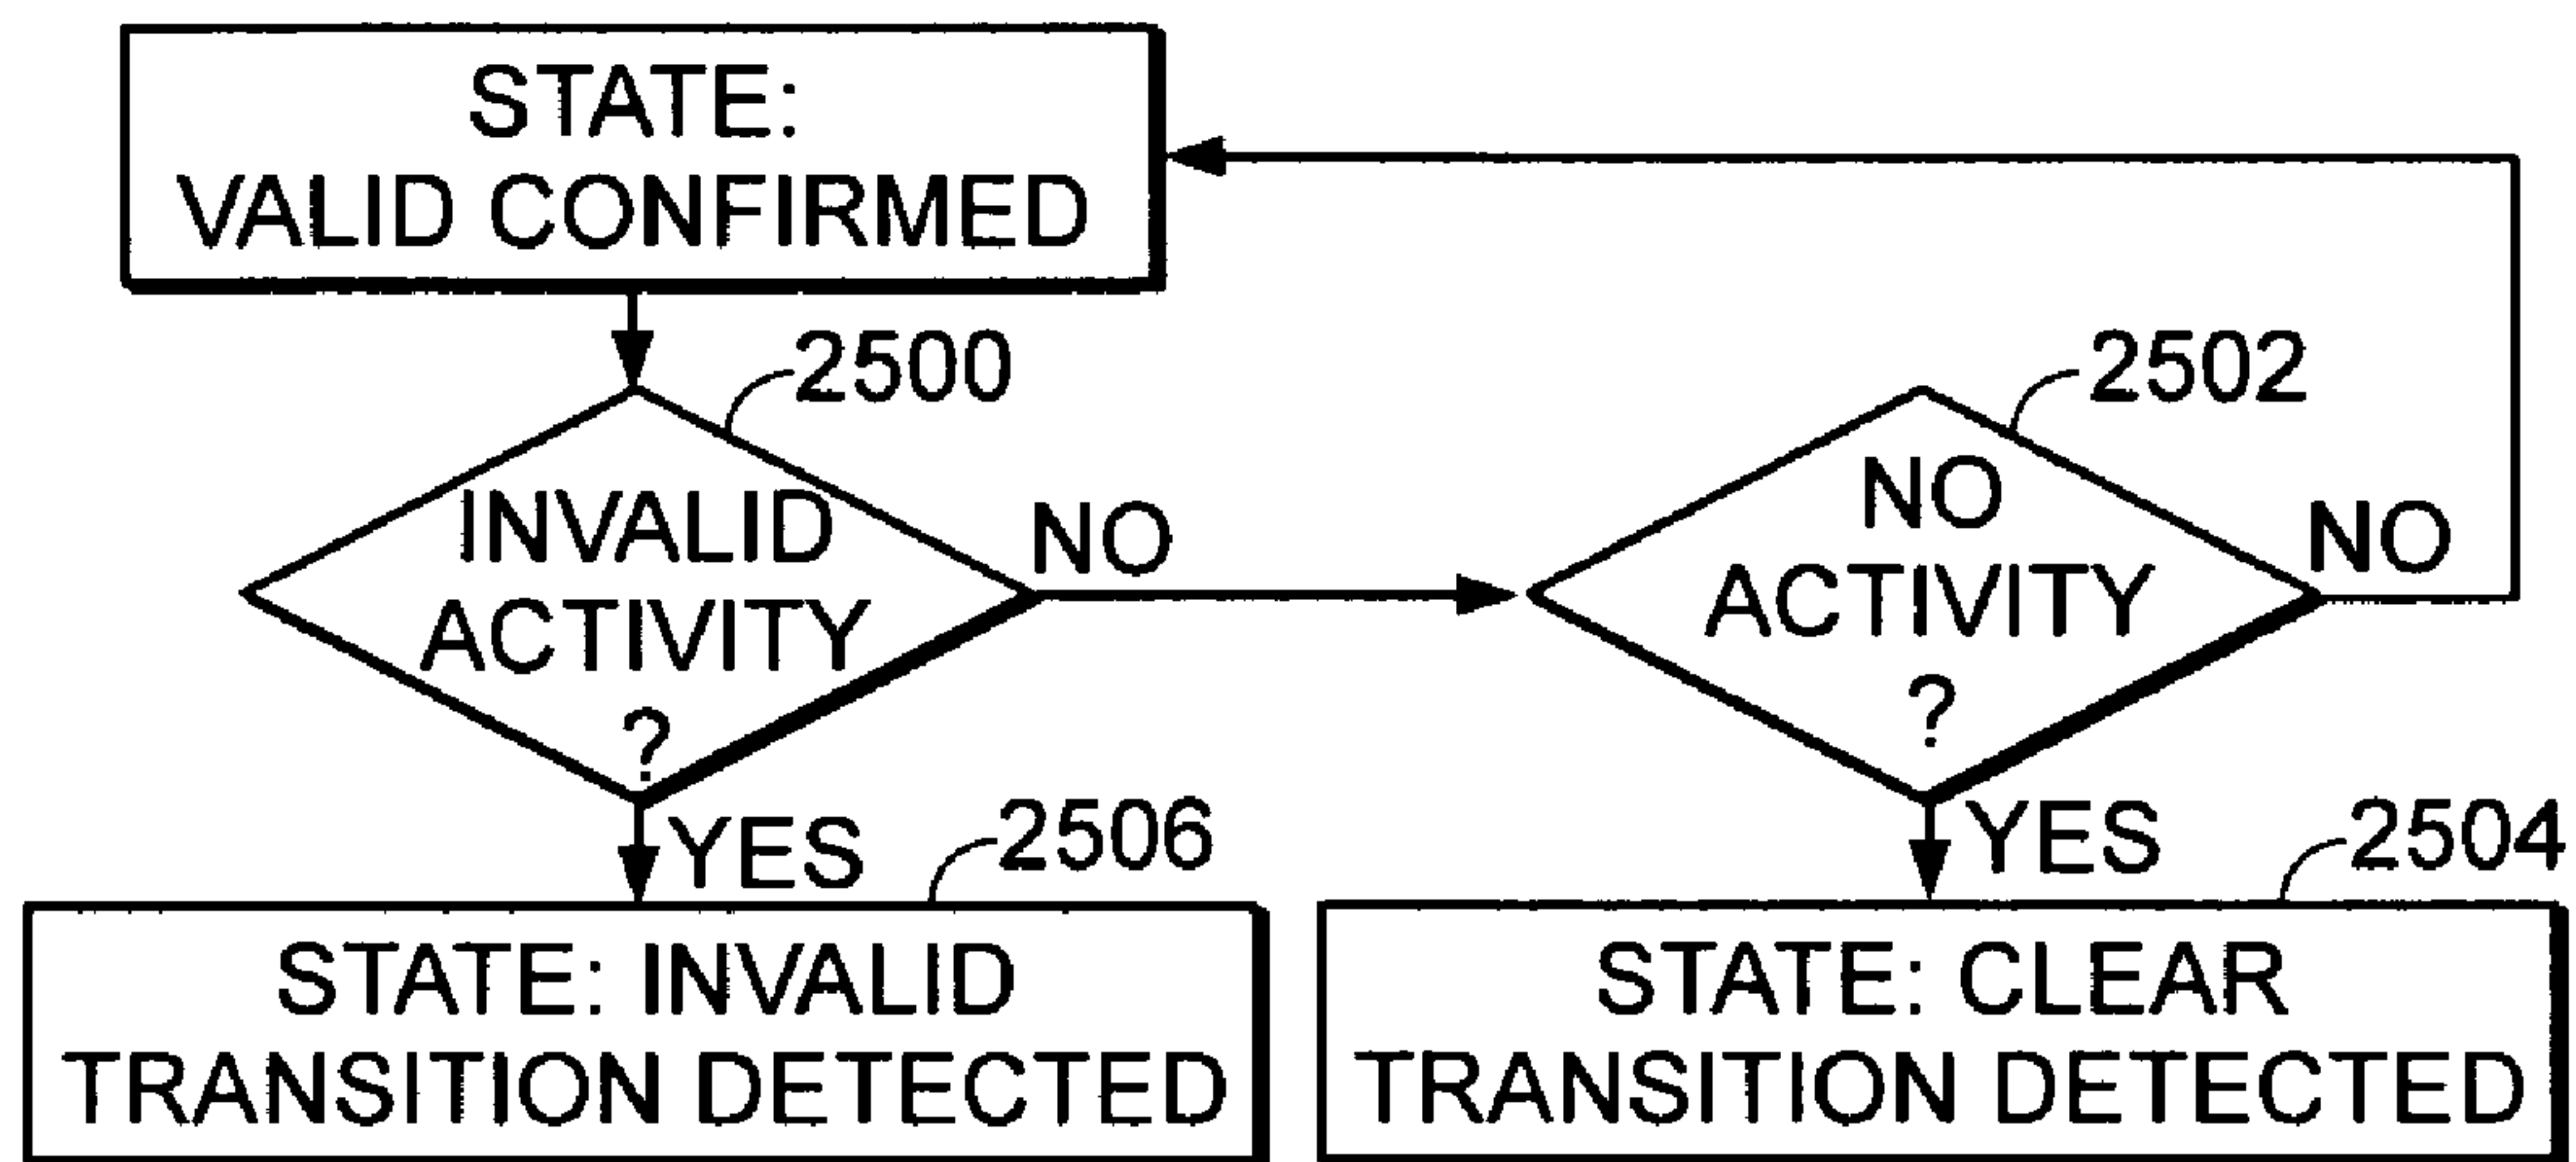 STATE:
VALID CONFIRMED
2500
2502
INVALID
ACTIVITY
?
NO
NO
ACTIVITY
?
NO
YES
2506
YES
2504
STATE: INVALID
TRANSITION DETECTED
STATE: CLEAR
TRANSITION DETECTED